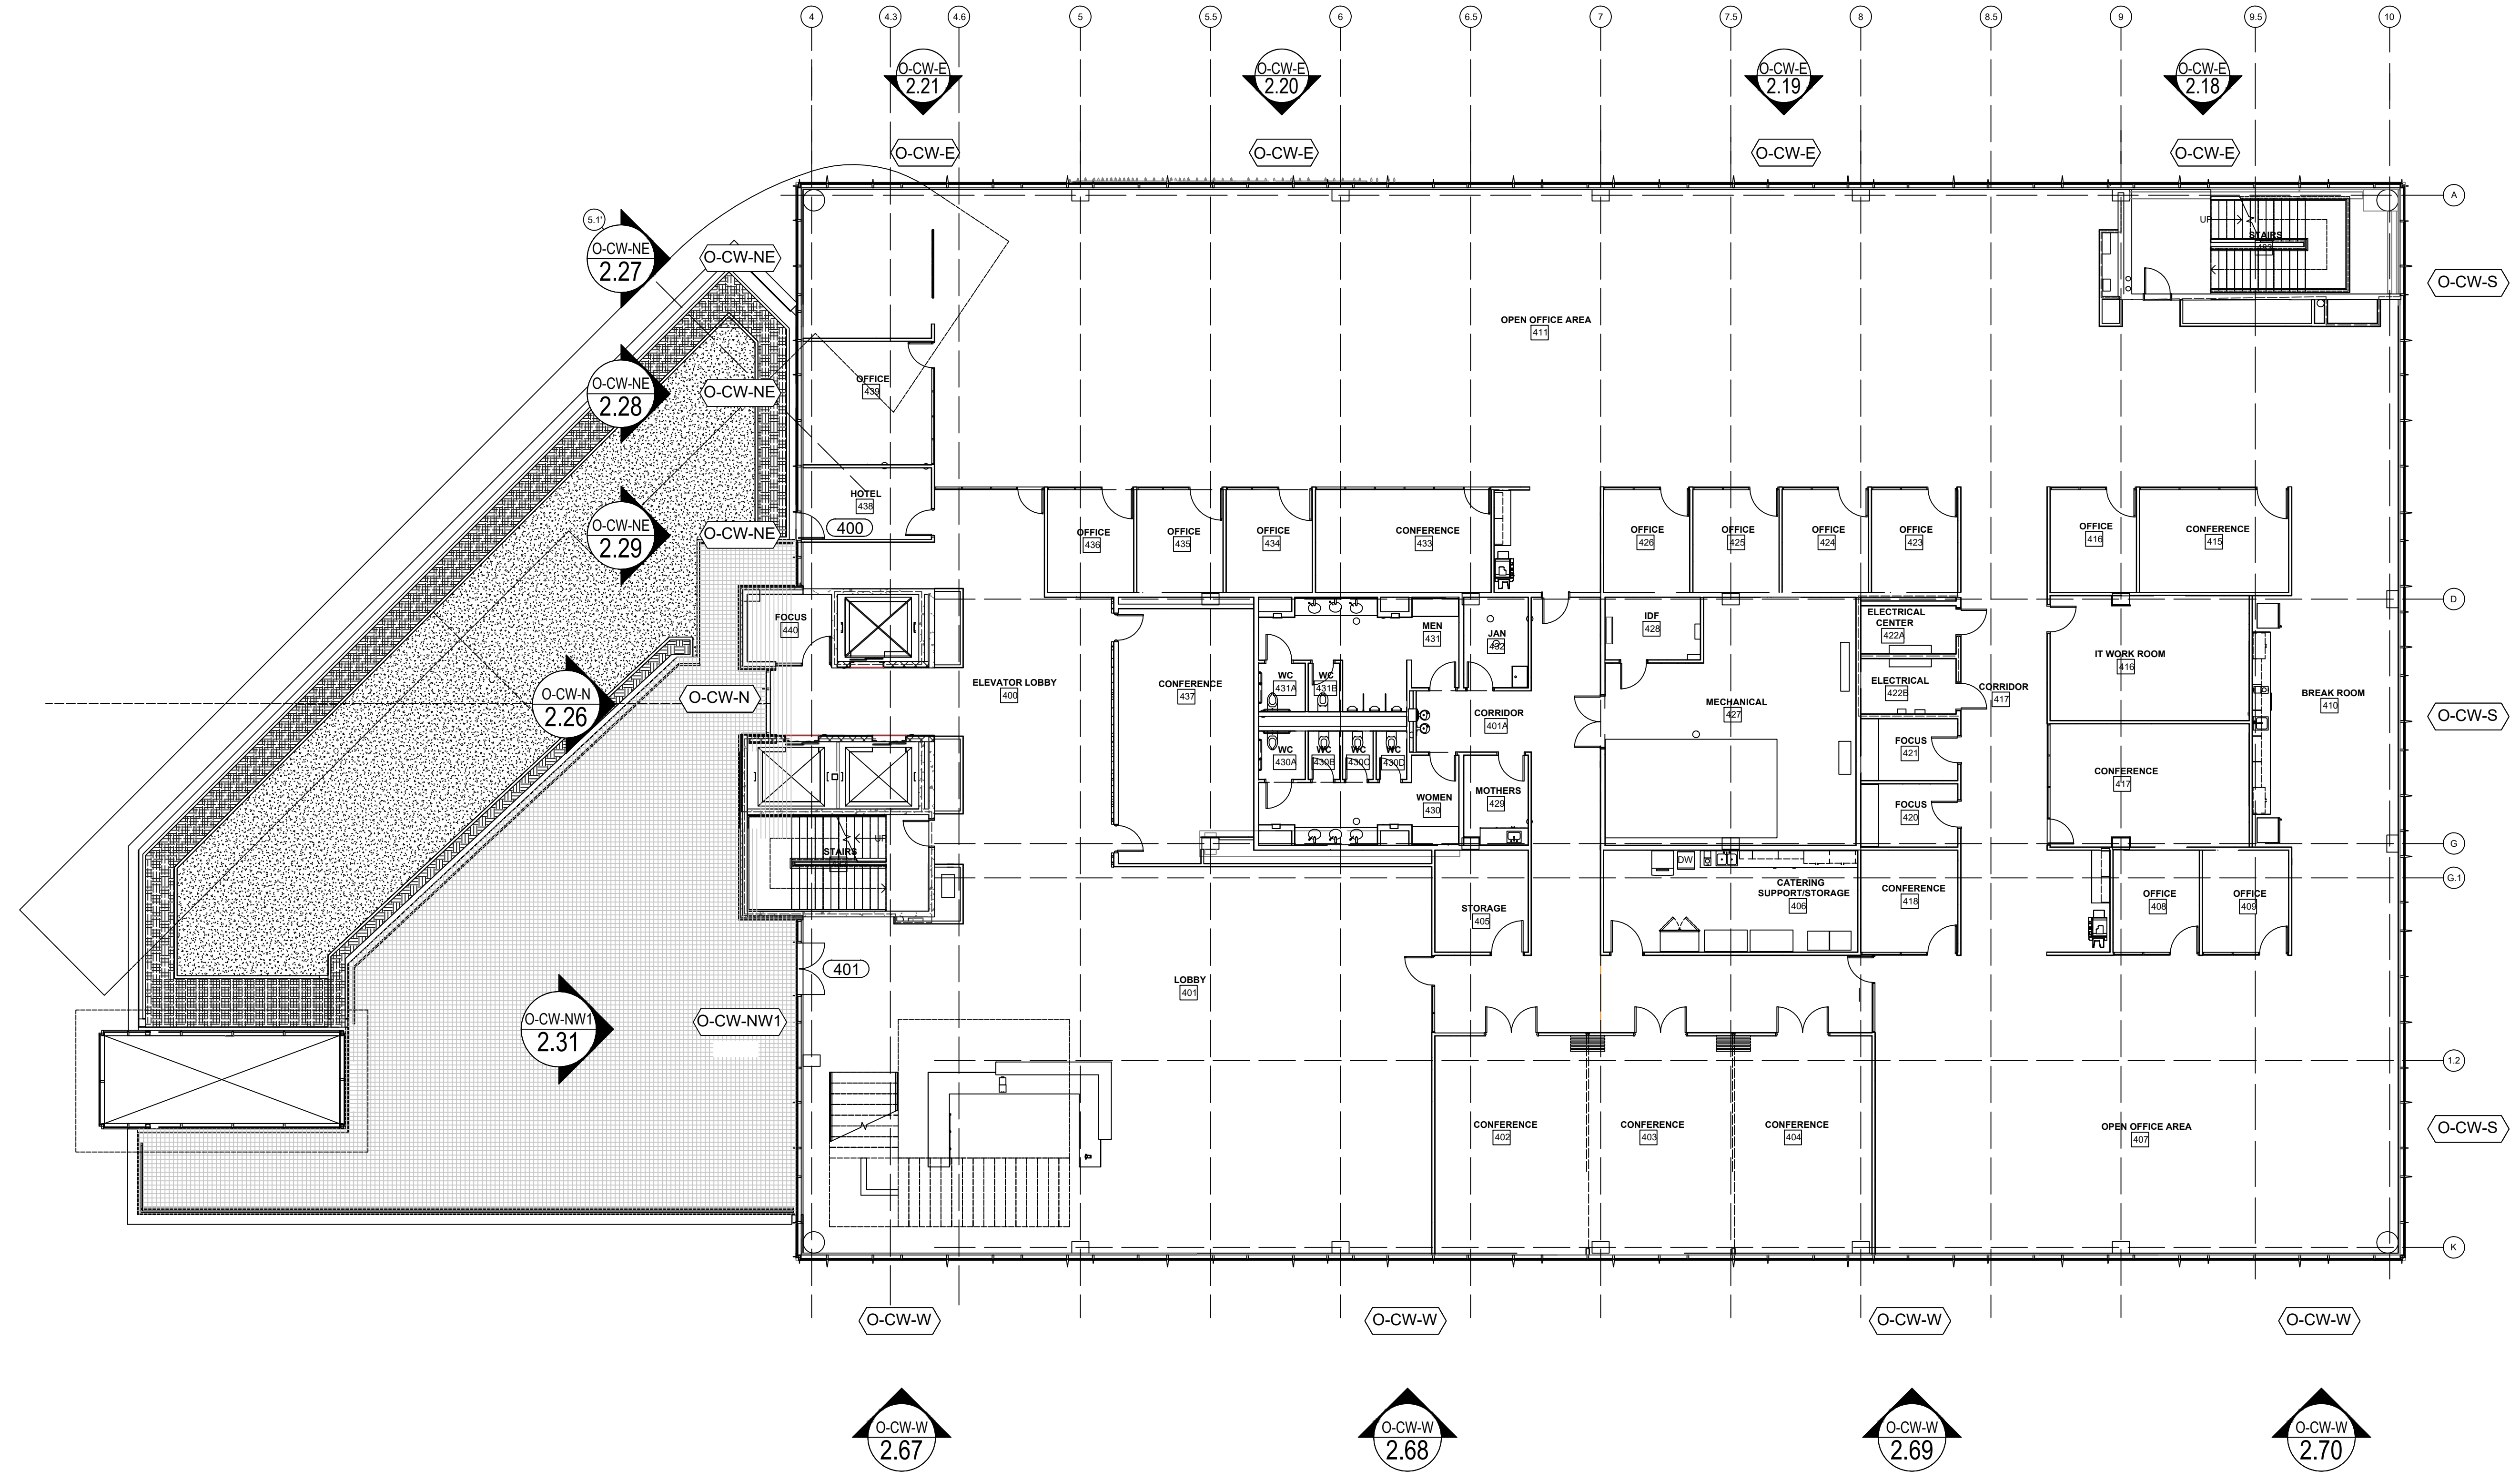 4
4.3
4.6
5
5.5
6
6.5
7
7.5
8
8.5
9
9.5
10
O-CW-E
2.21
O-CW-E
2.20
O-CW-E
2.19
O-CW-E
2.18
O-CW-E
O-CW-E
O-CW-E
O-CW-E
A
5.1'
O-CW-NE
2.27
O-CW-NE
UP
STAIRS
O-CW-S
OPEN OFFICE AREA
411
O-CW-NE
2.28
O-CW-NE
OFFICE
439
HOTEL
438
400
O-CW-NE
2.29
O-CW-NE
OFFICE
436
OFFICE
435
OFFICE
434
CONFERENCE
433
OFFICE
426
OFFICE
425
OFFICE
424
OFFICE
423
OFFICE
416
CONFERENCE
415
D
FOCUS
440
MEN
431
JAN
432
IDF
428
ELECTRICAL
CENTER
422A
IT WORK ROOM
416
ELEVATOR LOBBY
400
CONFERENCE
437
WC
431A
WC
431B
CORRIDOR
401A
MECHANICAL
427
ELECTRICAL
422B
CORRIDOR
417
BREAK ROOM
410
O-CW-N
2.26
O-CW-N
O-CW-S
WC
430A
WC
430B
WC
430C
WC
430D
FOCUS
421
CONFERENCE
417
WOMEN
430
MOTHERS
429
FOCUS
420
UP
STAIRS
G
DW
G.1
CATERING
SUPPORT/STORAGE
406
CONFERENCE
418
OFFICE
408
OFFICE
409
STORAGE
405
401
LOBBY
401
O-CW-NW1
2.31
O-CW-NW1
1.2
CONFERENCE
402
CONFERENCE
403
CONFERENCE
404
OPEN OFFICE AREA
407
O-CW-S
K
O-CW-W
O-CW-W
O-CW-W
O-CW-W
O-CW-W
2.67
O-CW-W
2.68
O-CW-W
2.69
O-CW-W
2.70